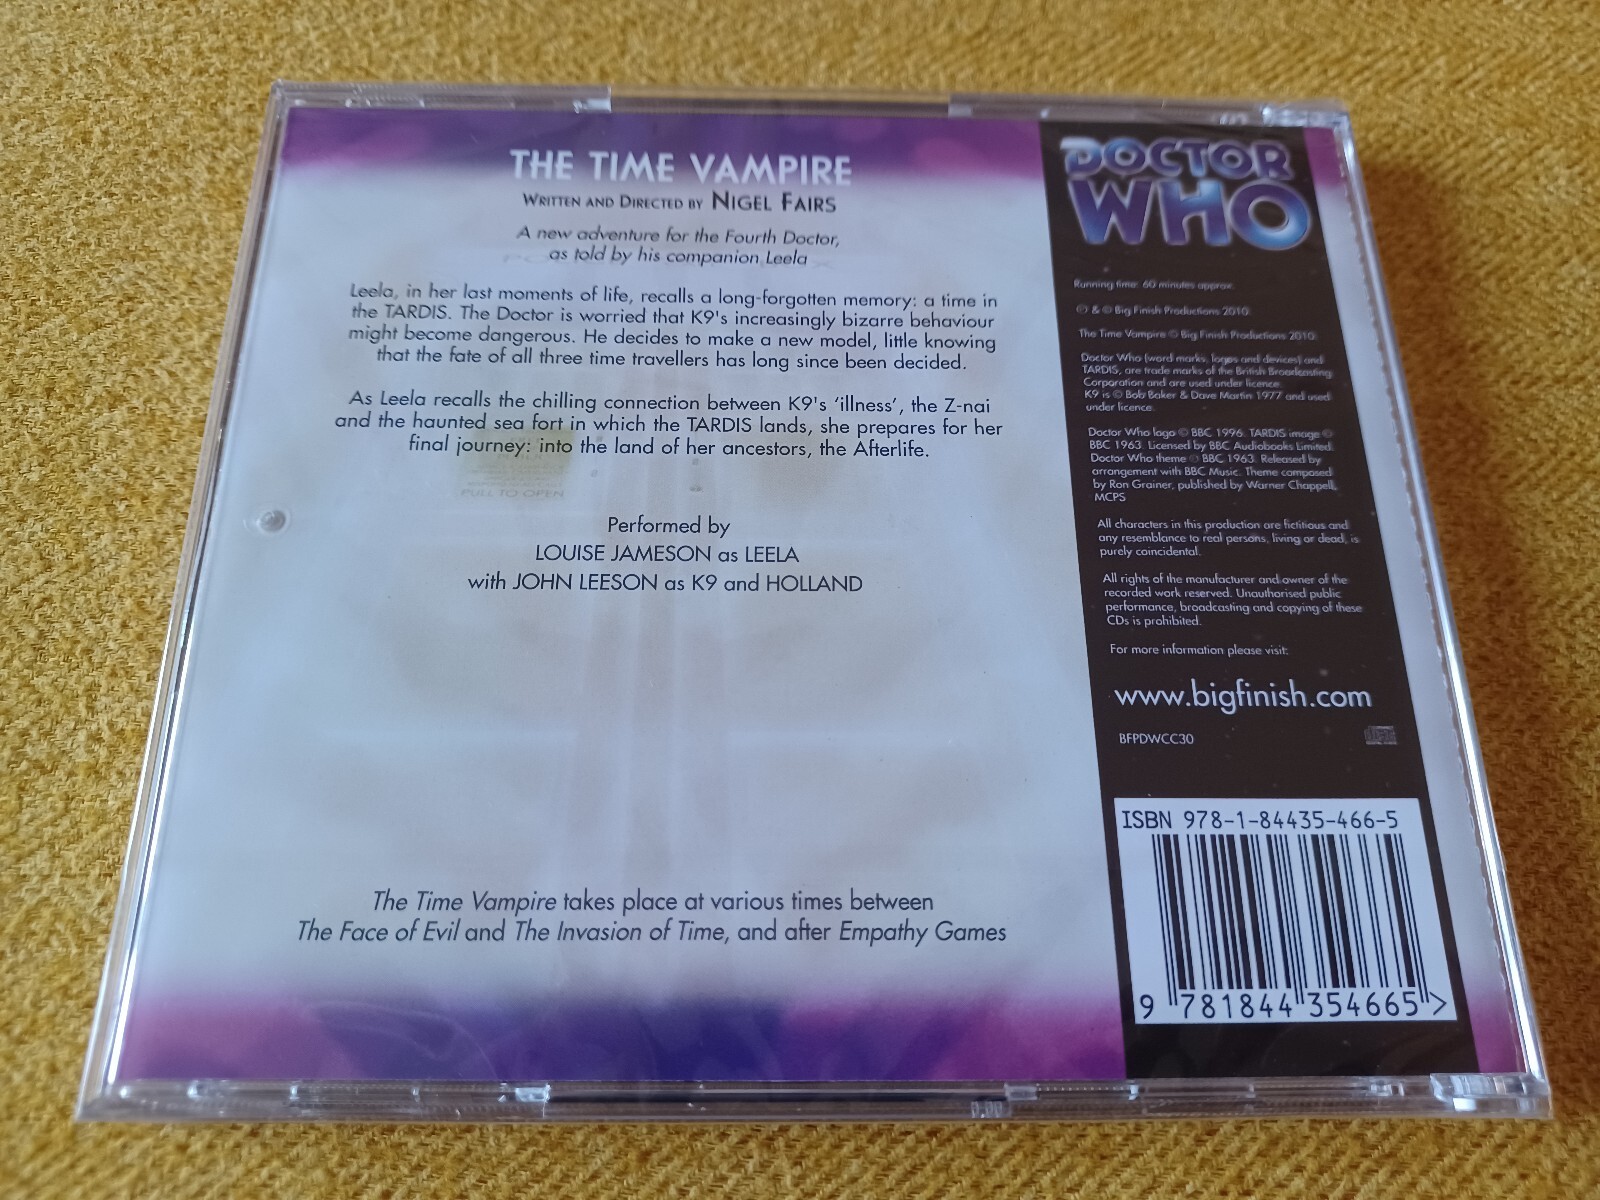 THE TIME VAMPIRE
WRITTEN AND DIRECTED BY NIGEL FAIRS
A new adventure for the Fourth Doctor,
as told by his companion Leela
Leela, in her last moments of life, recalls a long-forgotten memory: a time in
the TARDIS. The Doctor is worried that K9's increasingly bizarre behaviour
might become dangerous. He decides to make a new model, little knowing
that the fate of all three time travellers has long since been decided.
As Leela recalls the chilling connection between K9's 'illness', the Z-nai
and the haunted sea fort in which the TARDIS lands, she prepares for her
final journey: into the land of her ancestors, the Afterlife.
PULL TO OPEN
Performed by
LOUISE JAMESON as LEELA
with JOHN LEESON as K9 and HOLLAND
The Time Vampire takes place at various times between
The Face of Evil and The Invasion of Time, and after Empathy Games
DOCTOR
WHO
Running time: 60 minutes approx.
℗ & © Big Finish Productions 2010
The Time Vampire © Big Finish Productions 2010
Doctor Who (word marks, logos and devices) and
TARDIS, are trade marks of the British Broadcasting
Corporation and are used under licence.
K9 is © Bob Baker & Dave Martin 1977 and used
under licence.
Doctor Who logo © BBC 1996. TARDIS image ©
BBC 1963. Licensed by BBC Audiobooks Limited.
Doctor Who theme © BBC 1963. Released by
arrangement with BBC Music. Theme composed
by Ron Grainer, published by Warner Chappell,
MCPS
All characters in this production are fictitious and
any resemblance to real persons, living or dead, is
purely coincidental.
All rights of the manufacturer and owner of the
recorded work reserved. Unauthorised public
performance, broadcasting and copying of these
CDs is prohibited.
For more information please visit:
www.bigfinish.com
BFPDWCC30
ISBN 978-1-84435-466-5
9 781844 354665 >